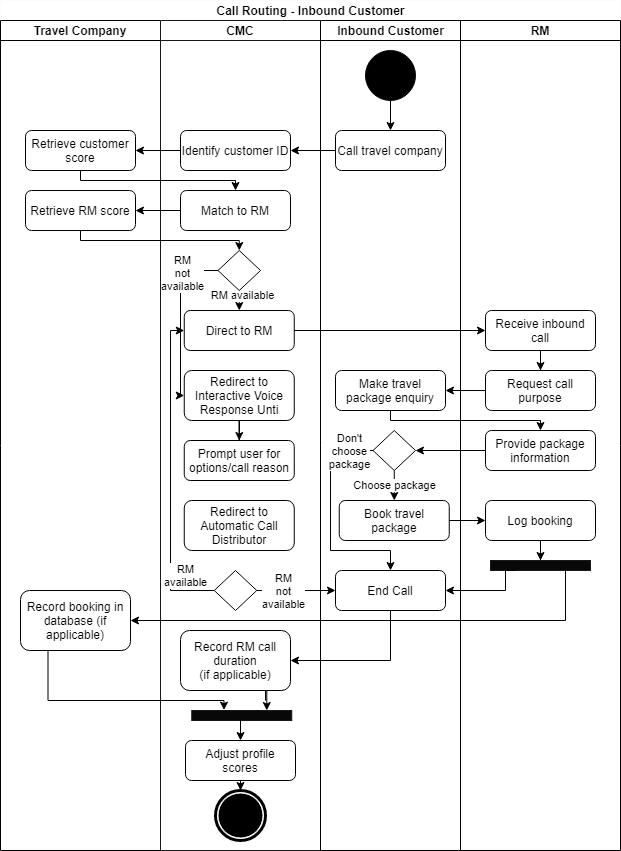 Call Routing - Inbound Customer
Travel Company
CMC
Inbound Customer
RM
Retrieve customer
score
Identify customer ID
Call travel company
Retrieve RM score
Match to RM
RM
not
available
RM available
Direct to RM
Receive inbound
call
Redirect to
Interactive Voice
Response Unti
Make travel
package enquiry
Request call
purpose
Prompt user for
options/call reason
Don't
choose
package
Provide package
information
Choose package
Redirect to
Automatic Call
Distributor
Book travel
package
Log booking
RM
available
RM
not
available
End Call
Record booking in
database (if
applicable)
Record RM call
duration
(if applicable)
Adjust profile
scores